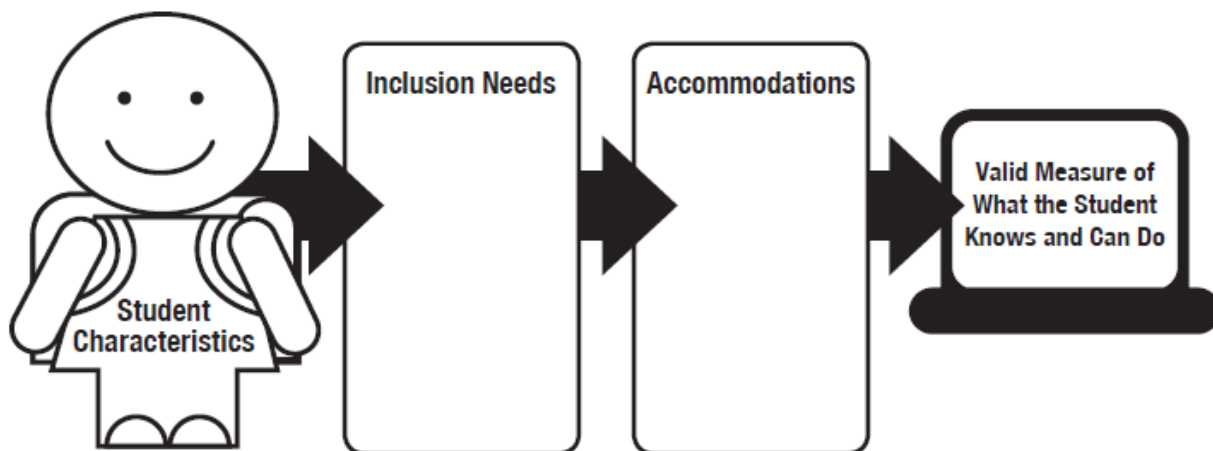 Student
Characteristics
Inclusion Needs
Accommodations
Valid Measure of
What the Student
Knows and Can Do